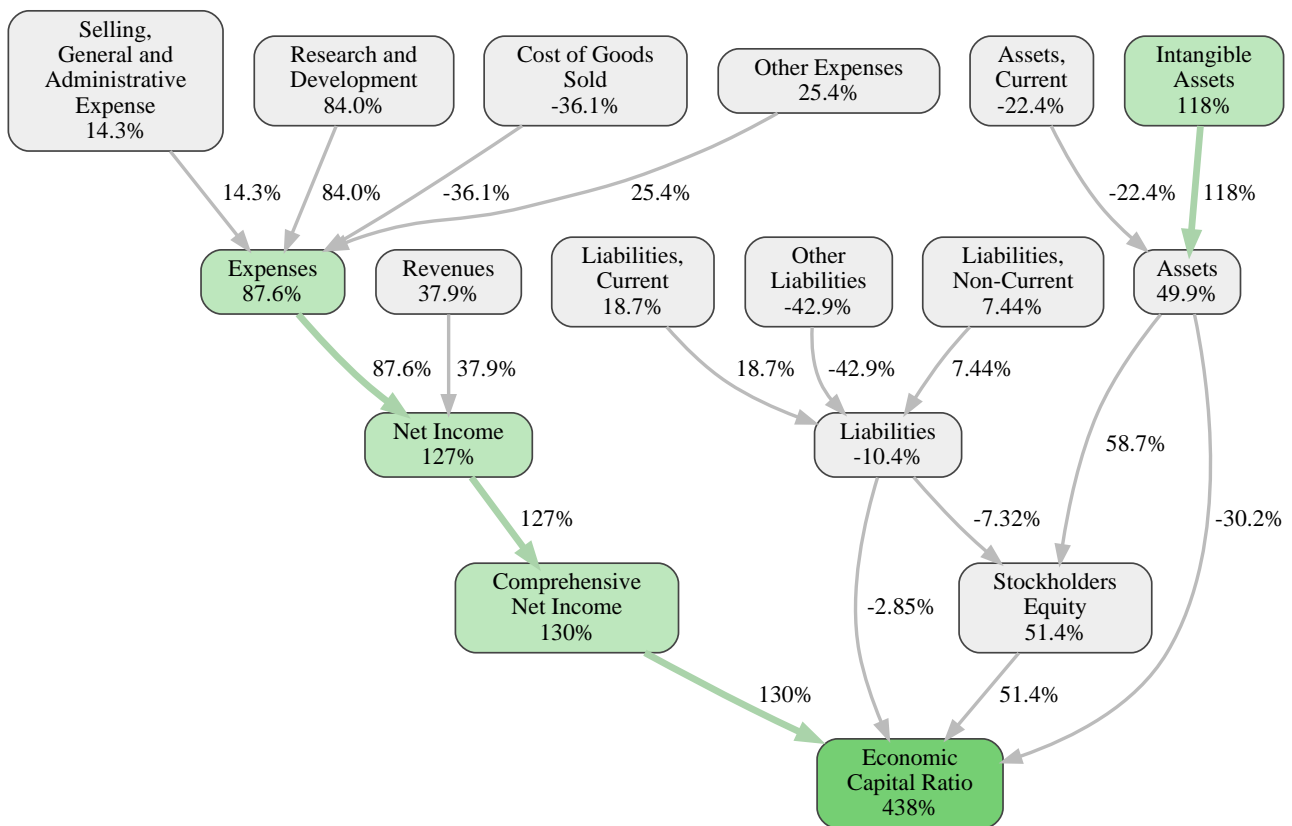 Selling,
General and
Administrative
Expense
14.3%
Research and
Development
84.0%
Cost of Goods
Sold
-36.1%
Other Expenses
25.4%
Assets,
Current
-22.4%
Intangible
Assets
118%
14.3%
84.0%
-36.1%
25.4%
-22.4%
118%
Expenses
87.6%
Revenues
37.9%
Liabilities,
Current
18.7%
Other
Liabilities
-42.9%
Liabilities,
Non-Current
7.44%
Assets
49.9%
87.6%
37.9%
18.7%
-42.9%
7.44%
Net Income
127%
Liabilities
-10.4%
58.7%
127%
-7.32%
-30.2%
Comprehensive
Net Income
130%
-2.85%
Stockholders
Equity
51.4%
130%
51.4%
Economic
Capital Ratio
438%